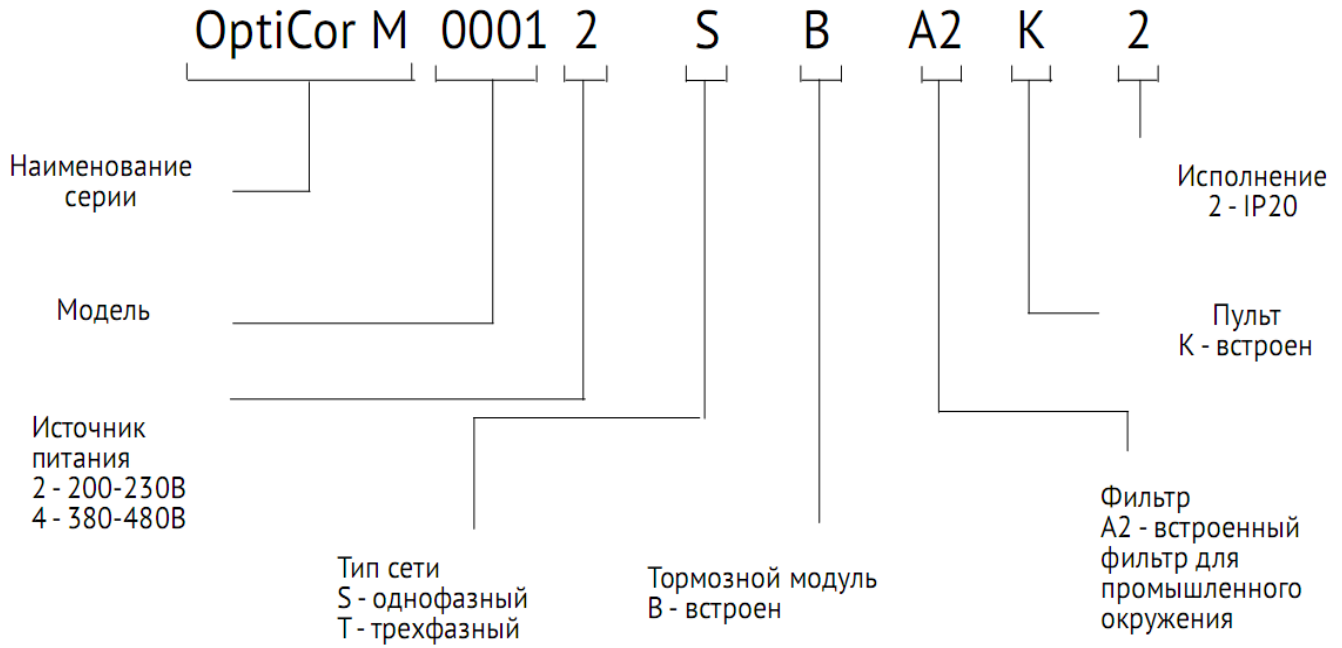 OptiCor M 0001 2 S B A2 K 2
Наименование
серии
Модель
Источник
питания
2 - 200-230В
4 - 380-480В
Тип сети
S - однофазный
T - трехфазный
Тормозной модуль
B - встроен
Фильтр
A2 - встроенный
фильтр для
промышленного
окружения
Пульт
К - встроен
Исполнение
2 - IP20